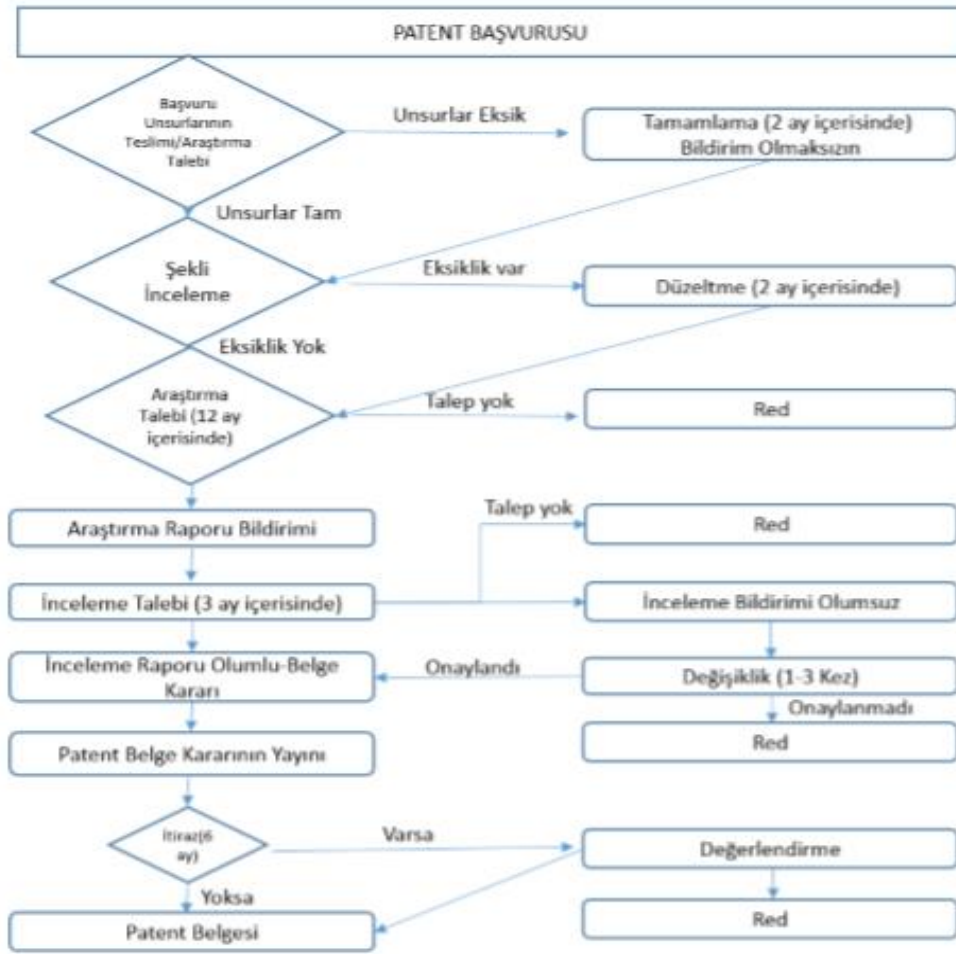 PATENT BAŞVURUSU
Başvuru
Unsurlarının
Teslimi/Araştırma
Talebi
Unsurlar Eksik
Tamamlama (2 ay içerisinde)
Bildirim Olmaksızın
Unsurlar Tam
Şekli
İnceleme
Eksiklik var
Düzeltme (2 ay içerisinde)
Eksiklik Yok
Araştırma
Talebi (12 ay
içerisinde)
Talep yok
Red
Araştırma Raporu Bildirimi
Talep yok
Red
İnceleme Talebi (3 ay içerisinde)
İnceleme Bildirimi Olumsuz
İnceleme Raporu Olumlu-Belge
Kararı
Onaylandı
Değişiklik (1-3 Kez)
Onaylanmadı
Red
Patent Belge Kararının Yayını
İtiraz(6
ay)
Varsa
Değerlendirme
Yoksa
Patent Belgesi
Red